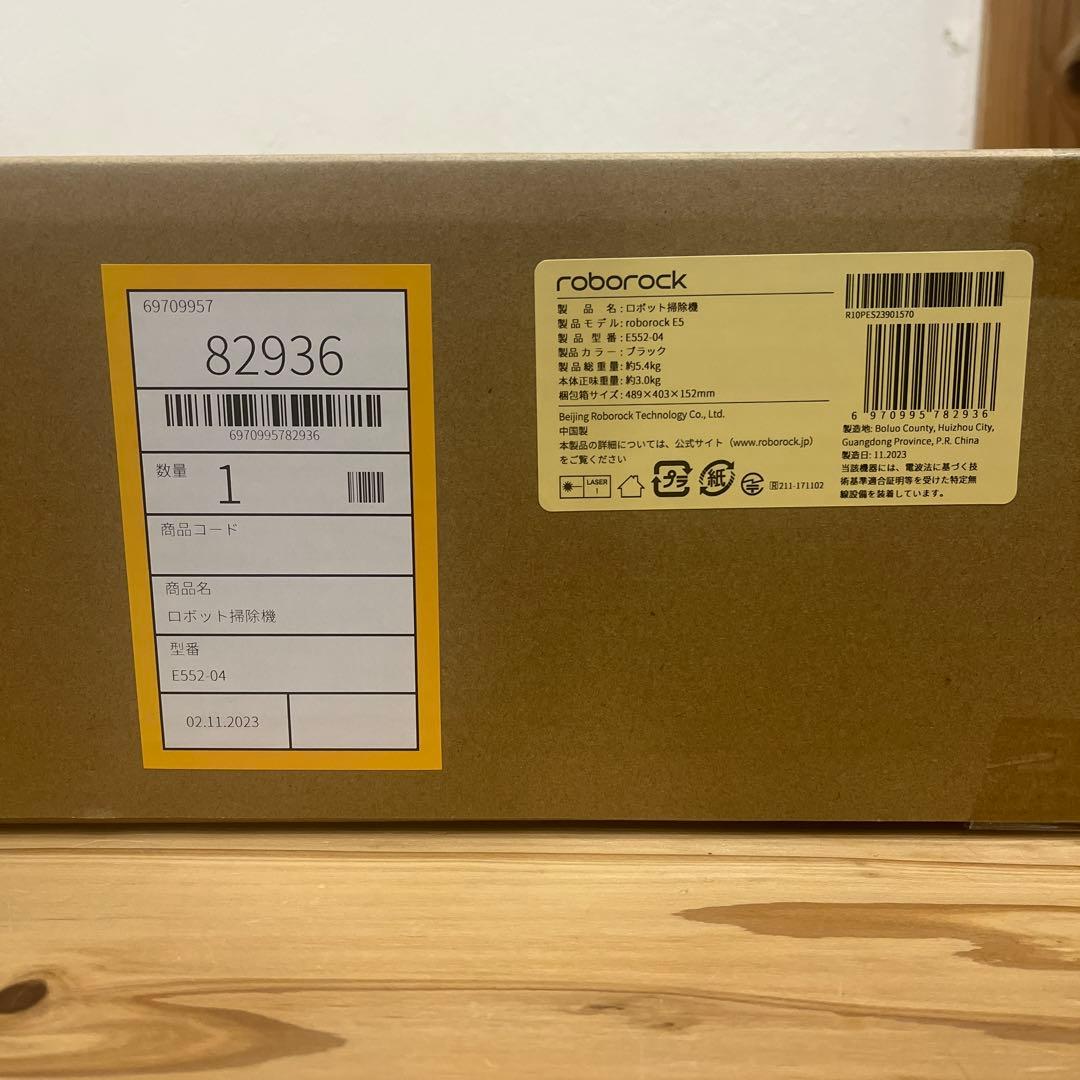 69709957
82936
6970995782936
数量
1
商品コード
商品名
ロボット掃除機
型番
E552-04
02.11.2023
roborock
製品名:ロボット掃除機
製品モデル:roborock E5
製品型番:E552-04
製品カラー:ブラック
製品総重量:約5.4kg
本体正味重量:約3.0kg
梱包箱サイズ:489×403×152mm
Beijing Roborock Technology Co., Ltd.
中国製
本製品の詳細については、公式サイト（www.roborock.jp）
をご覧ください
LASER
!
プラ
紙
R 211-171102
R10PES23901570
6 970995 782936
製造地: Boluo County, Huizhou City,
Guangdong Province, P.R. China
製造日: 11.2023
当該機器には、電波法に基づく技
術基準適合証明等を受けた特定無
線設備を装着しています。